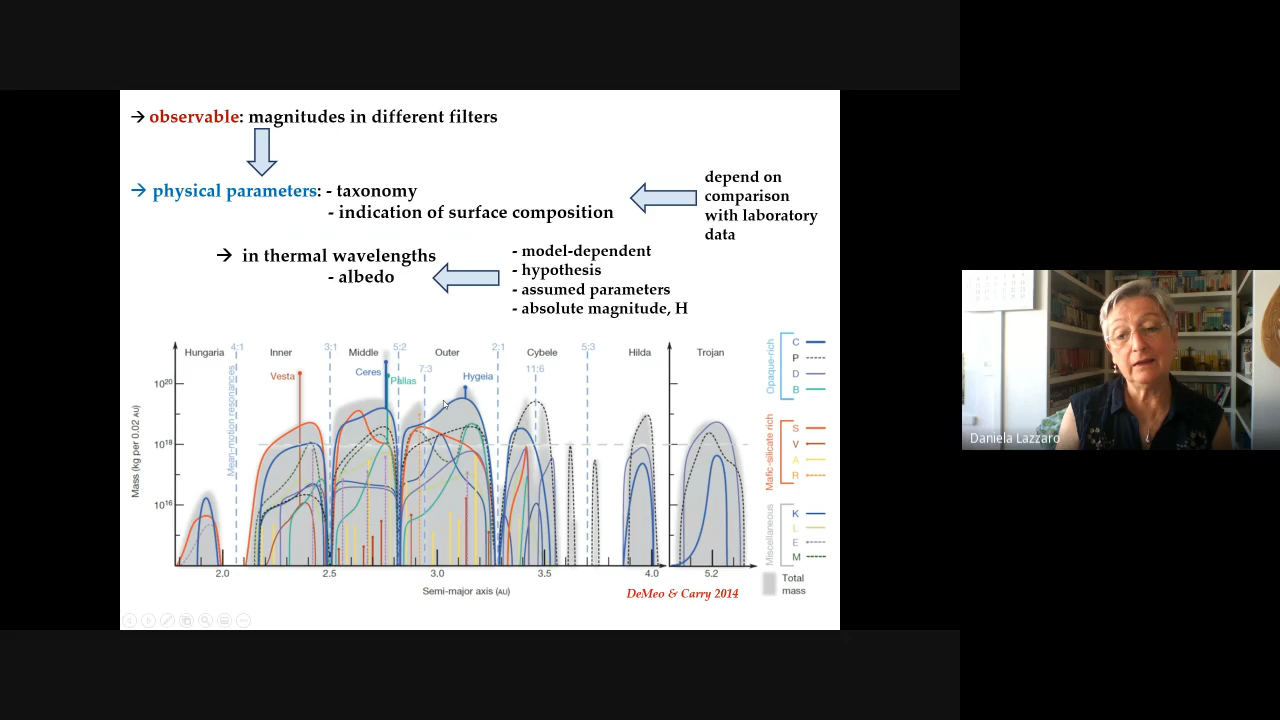 → observable: magnitudes in different filters
→ physical parameters: - taxonomy
- indication of surface composition
depend on
comparison
with laboratory
data
→ in thermal wavelengths
- albedo
- model-dependent
- hypothesis
- assumed parameters
- absolute magnitude, H
Hungaria
4:1
Inner
3:1
Middle
5:2
Outer
2:1
Cybele
5:3
Hilda
Trojan
7:3
11:6
Mean-motion resonances
Vesta
Ceres
Pallas
Hygeia
Mass (kg per 0.02 AU)
10²⁰
10¹⁸
10¹⁶
2.0
2.5
3.0
3.5
4.0
5.2
Semi-major axis (AU)
Opaque-rich
C
P
D
B
Mafic-silicate rich
S
V
A
R
Miscellaneous
K
L
E
M
Total
mass
DeMeo & Carry 2014
Daniela Lazzaro